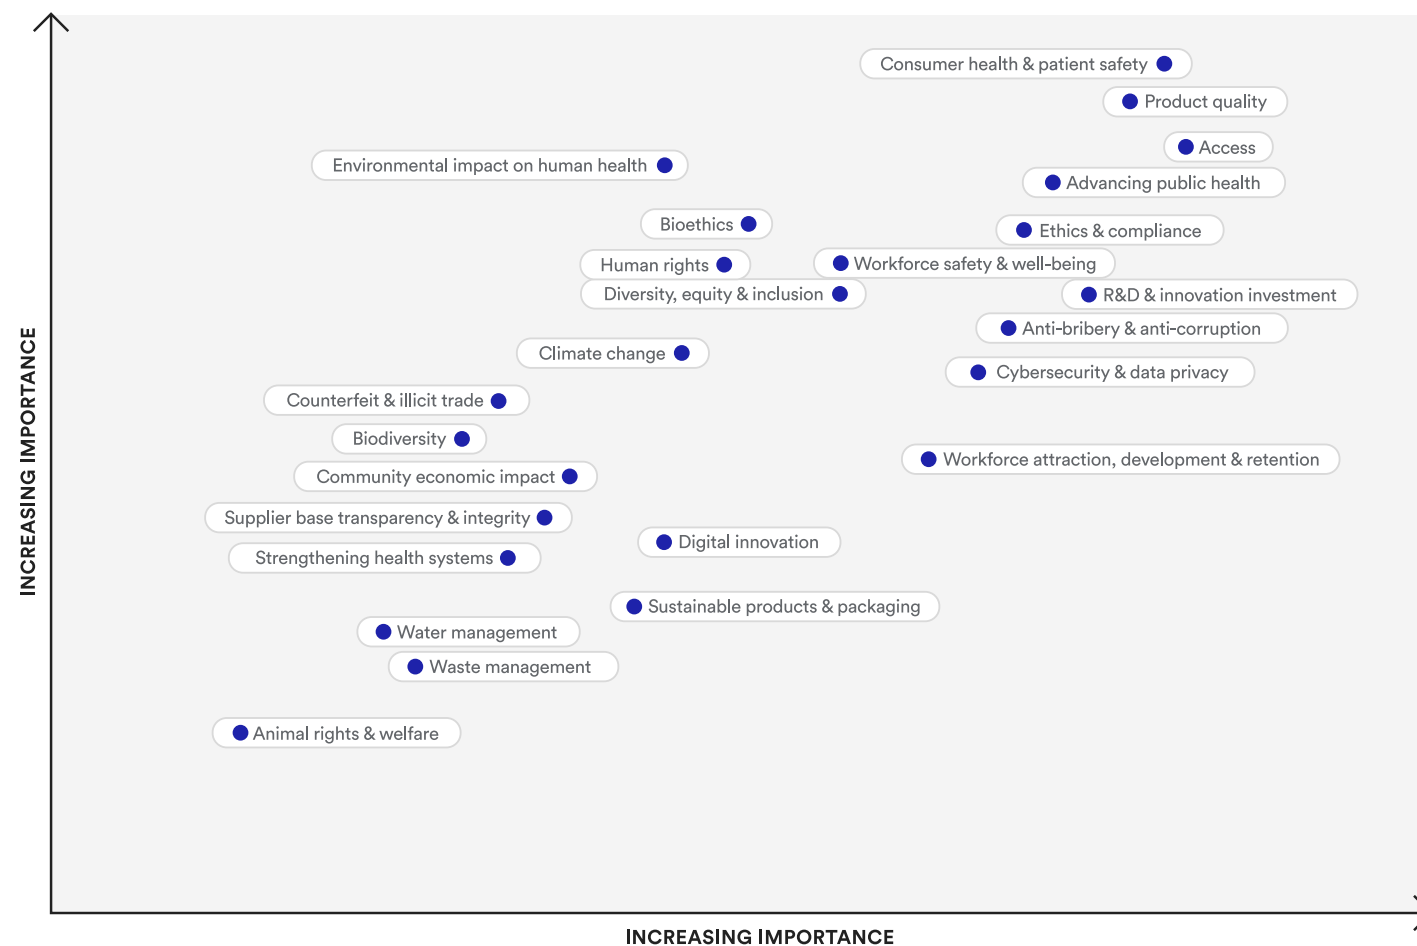 Consumer health & patient safety
Product quality
Access
Environmental impact on human health
Advancing public health
Bioethics
Ethics & compliance
Human rights
Workforce safety & well-being
Diversity, equity & inclusion
R&D & innovation investment
Anti-bribery & anti-corruption
Climate change
Cybersecurity & data privacy
Counterfeit & illicit trade
Biodiversity
Workforce attraction, development & retention
Community economic impact
Supplier base transparency & integrity
Digital innovation
Strengthening health systems
Sustainable products & packaging
Water management
Waste management
Animal rights & welfare
INCREASING IMPORTANCE
INCREASING IMPORTANCE